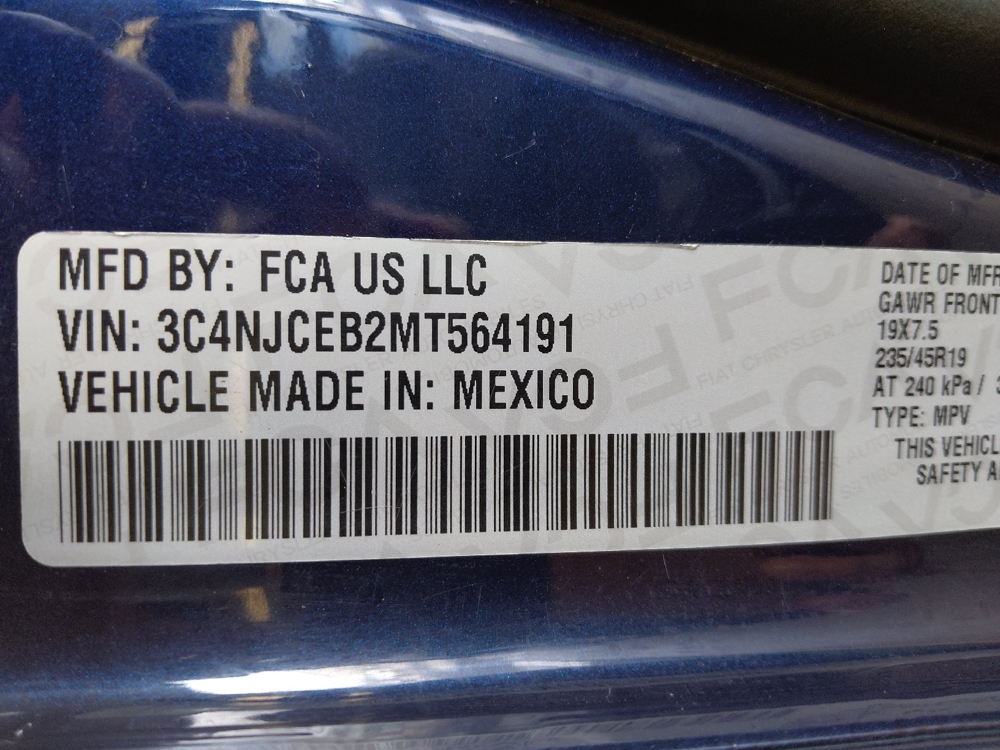 MFD BY: FCA US LLC
VIN: 3C4NJCEB2MT564191
VEHICLE MADE IN: MEXICO
DATE OF MFR
GAWR FRONT
19X7.5
235/45R19
AT 240 kPa /
TYPE: MPV
THIS VEHICL
SAFETY A